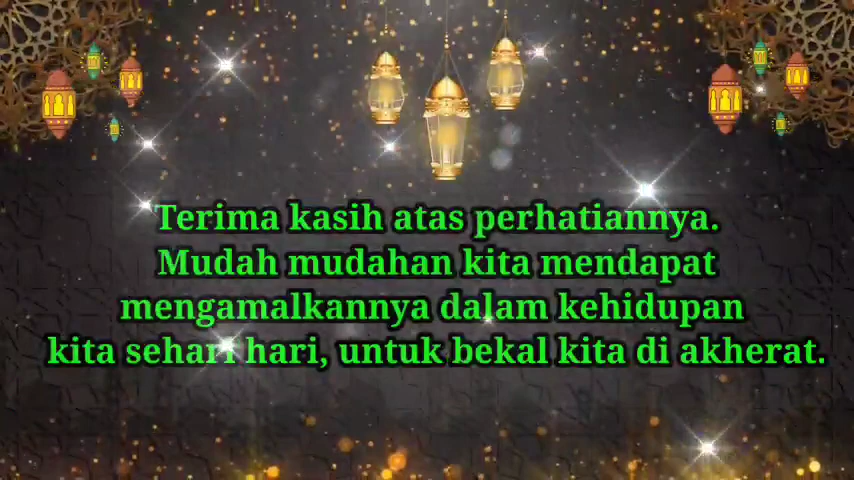 Terima kasih atas perhatiannya.
Mudah mudahan kita mendapat
mengamalkannya dalam kehidupan
kita sehari hari, untuk bekal kita di akherat.